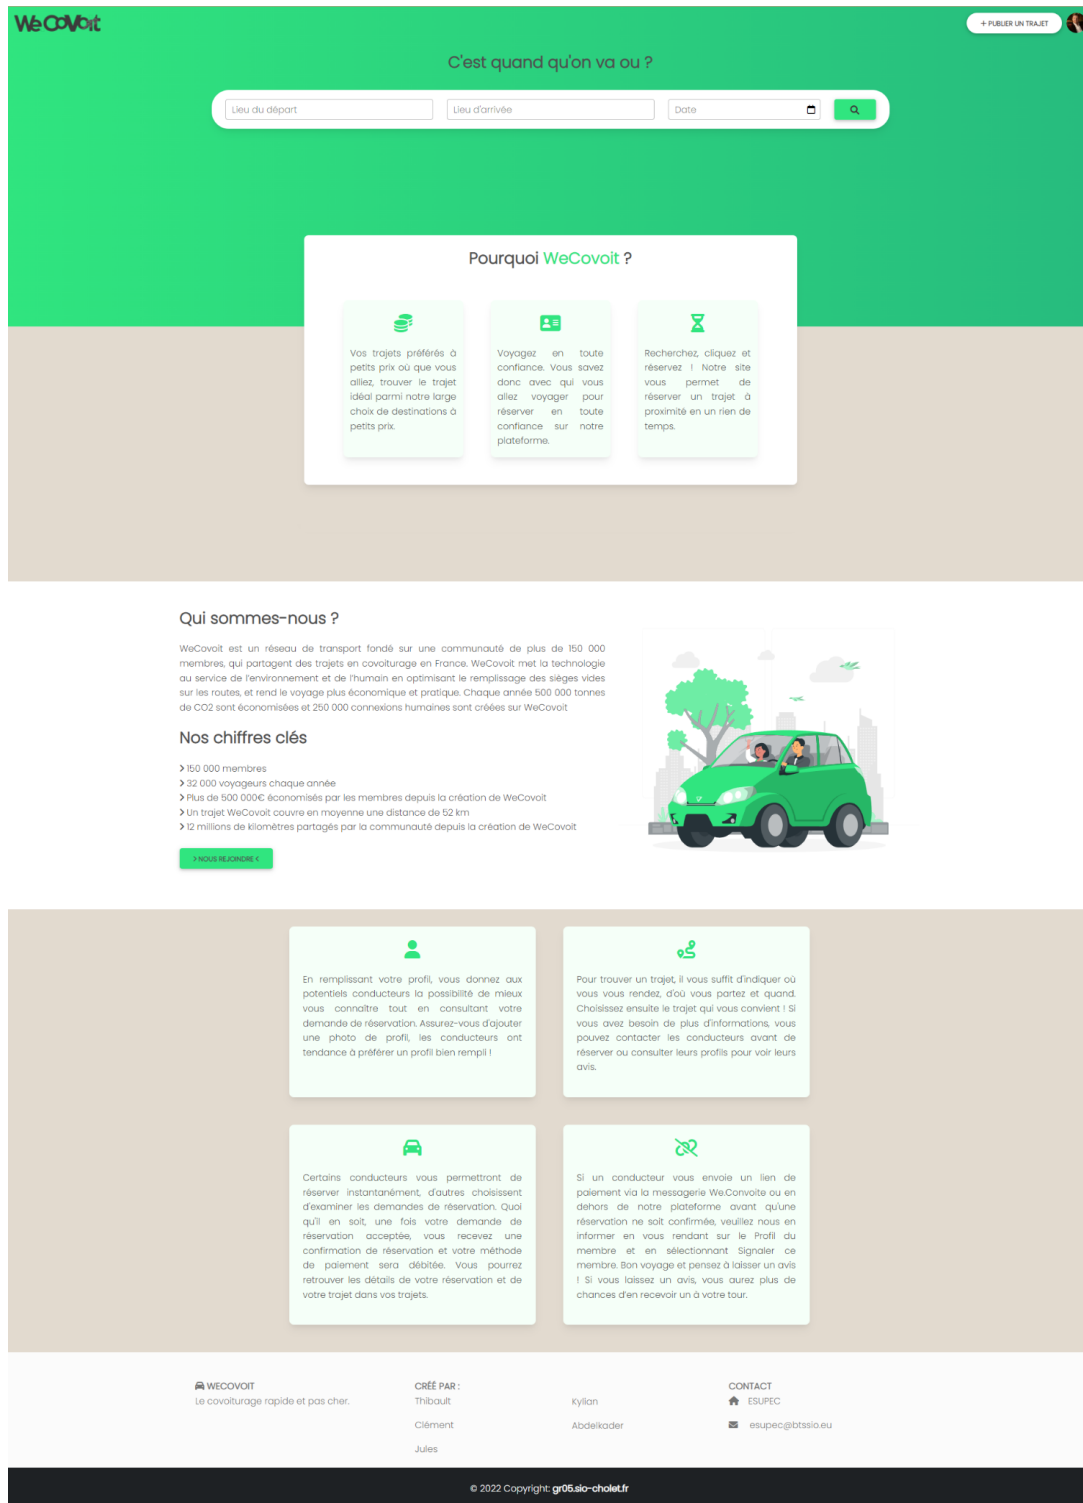 WeCoVoit
+ PUBLIER UN TRAJET
C'est quand qu'on va ou ?
Lieu du départ
Lieu d'arrivée
Date
Pourquoi WeCovoit ?
Vos trajets préférés à
petits prix où que vous
alliez, trouver le trajet
idéal parmi notre large
choix de destinations à
petits prix.
Voyagez en toute
confiance. Vous savez
donc avec qui vous
allez voyager pour
réserver en toute
confiance sur notre
plateforme.
Recherchez, cliquez et
réservez ! Notre site
vous permet de
réserver un trajet à
proximité en un rien de
temps.
Qui sommes-nous ?
WeCovoit est un réseau de transport fondé sur une communauté de plus de 150 000
membres, qui partagent des trajets en covoiturage en France. WeCovoit met la technologie
au service de l'environnement et de l'humain en optimisant le remplissage des sièges vides
sur les routes, et rend le voyage plus économique et pratique. Chaque année 500 000 tonnes
de CO2 sont économisées et 250 000 connexions humaines sont créées sur WeCovoit
Nos chiffres clés
> 150 000 membres
> 32 000 voyageurs chaque année
> Plus de 500 000€ économisés par les membres depuis la création de WeCovoit
> Un trajet WeCovoit couvre en moyenne une distance de 52 km
> 12 millions de kilomètres partagés par la communauté depuis la création de WeCovoit
> NOUS REJOINDRE <
En remplissant votre profil, vous donnez aux
potentiels conducteurs la possibilité de mieux
vous connaître tout en consultant votre
demande de réservation. Assurez-vous d'ajouter
une photo de profil, les conducteurs ont
tendance à préférer un profil bien rempli !
Pour trouver un trajet, il vous suffit d'indiquer où
vous vous rendez, d'où vous partez et quand.
Choisissez ensuite le trajet qui vous convient ! Si
vous avez besoin de plus d'informations, vous
pouvez contacter les conducteurs avant de
réserver ou consulter leurs profils pour voir leurs
avis.
Certains conducteurs vous permettront de
réserver instantanément, d'autres choisissent
d'examiner les demandes de réservation. Quoi
qu'il en soit, une fois votre demande de
réservation acceptée, vous recevez une
confirmation de réservation et votre méthode
de paiement sera débitée. Vous pourrez
retrouver les détails de votre réservation et de
votre trajet dans vos trajets.
Si un conducteur vous envoie un lien de
paiement via la messagerie We.Convoite ou en
dehors de notre plateforme avant qu'une
réservation ne soit confirmée, veuillez nous en
informer en vous rendant sur le Profil du
membre et en sélectionnant Signaler ce
membre. Bon voyage et pensez à laisser un avis
! Si vous laissez un avis, vous aurez plus de
chances d'en recevoir un à votre tour.
WECOVOIT
Le covoiturage rapide et pas cher.
CRÉÉ PAR :
Thibault
Clément
Jules
Kylian
Abdelkader
CONTACT
ESUPEC
esupec@btssio.eu
© 2022 Copyright: gr05.sio-cholet.fr